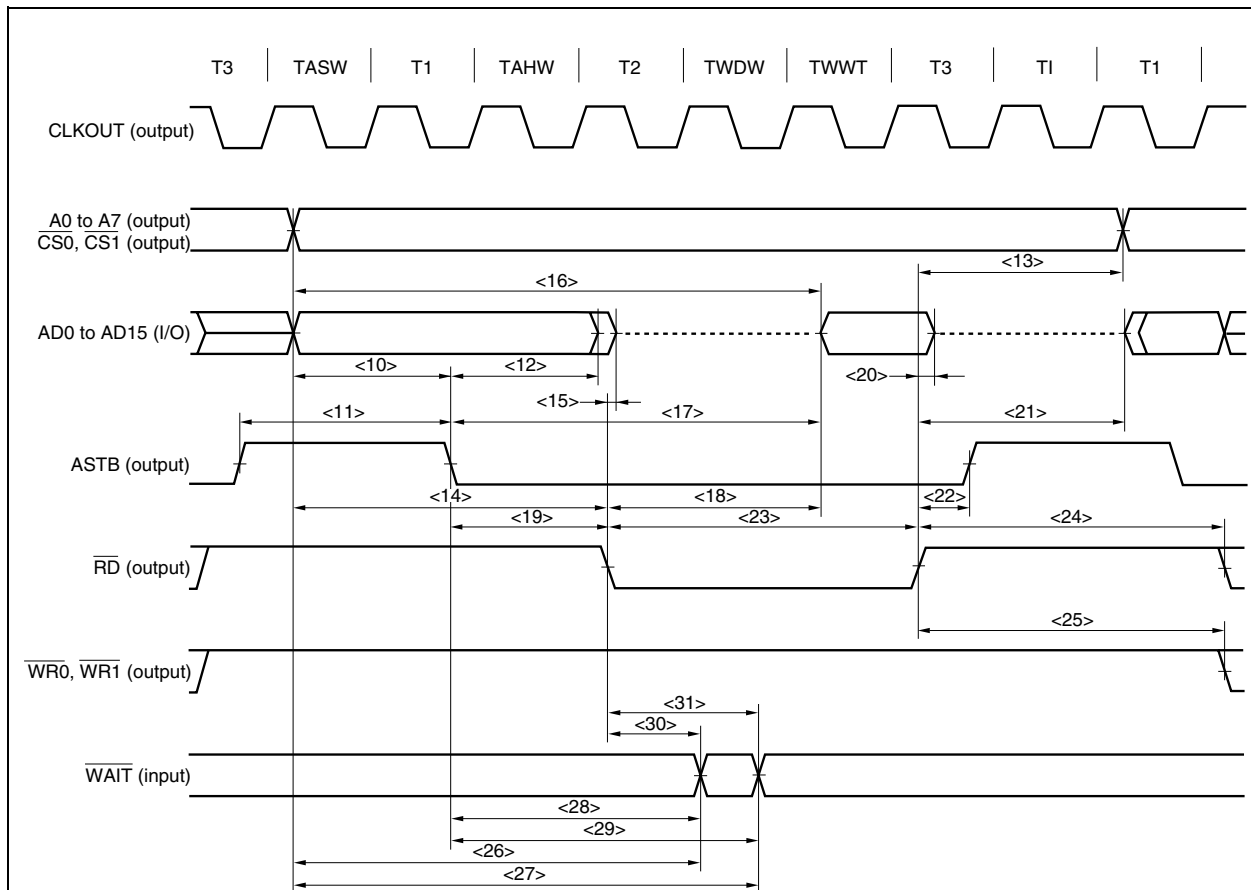 T3 TASW T1 TAHW T2 TWDW TWWT T3 TI T1
CLKOUT (output)
A0 to A7 (output)
CS0, CS1 (output)
<13>
<16>
AD0 to AD15 (I/O)
<10> <12> <20>
<15>
<11> <17> <21>
ASTB (output)
<14> <18> <22>
<19> <23> <24>
RD (output)
<25>
WR0, WR1 (output)
<31>
<30>
WAIT (input)
<28>
<29>
<26>
<27>